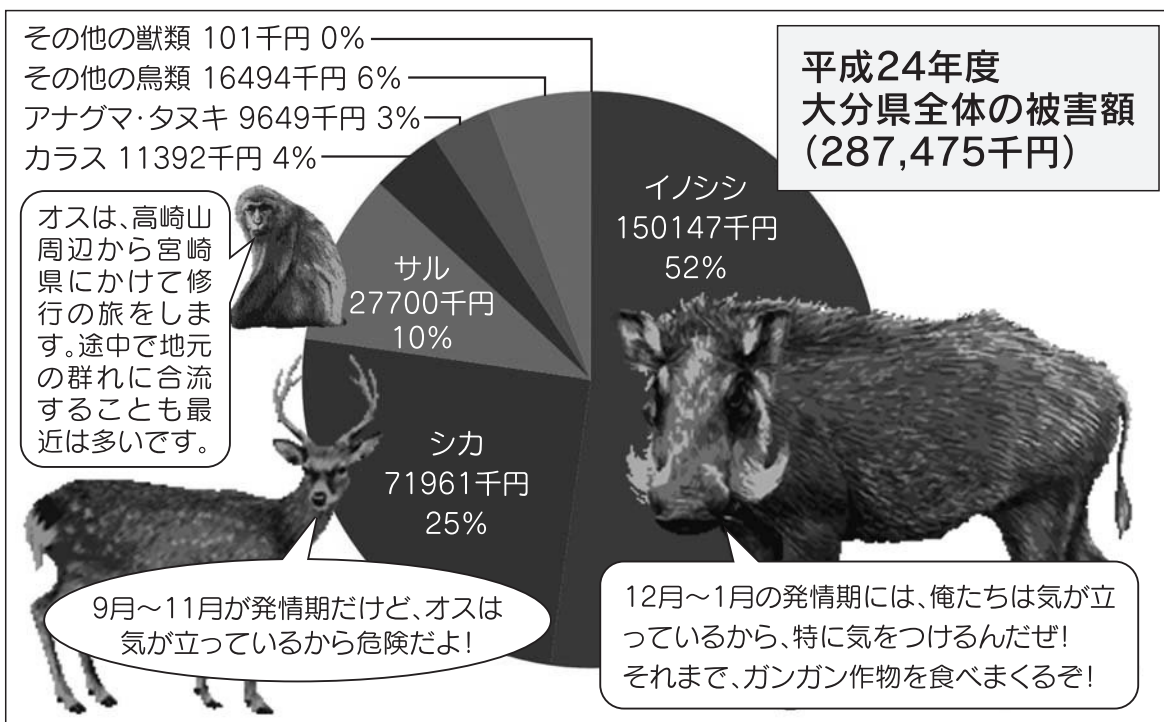 その他の獣類 101千円 0%
その他の鳥類 16494千円 6%
アナグマ・タヌキ 9649千円 3%
カラス 11392千円 4%
平成24年度
大分県全体の被害額
（287,475千円）
イノシシ
150147千円
52%
オスは、高崎山
周辺から宮崎
県にかけて修
行の旅をしま
す。途中で地元
の群れに合流
することも最
近は多いです。
サル
27700千円
10%
シカ
71961千円
25%
9月～11月が発情期だけど、オスは
気が立っているから危険だよ!
12月～1月の発情期には、俺たちは気が立
っているから、特に気をつけるんだぜ!
それまで、ガンガン作物を食べまくるぞ!